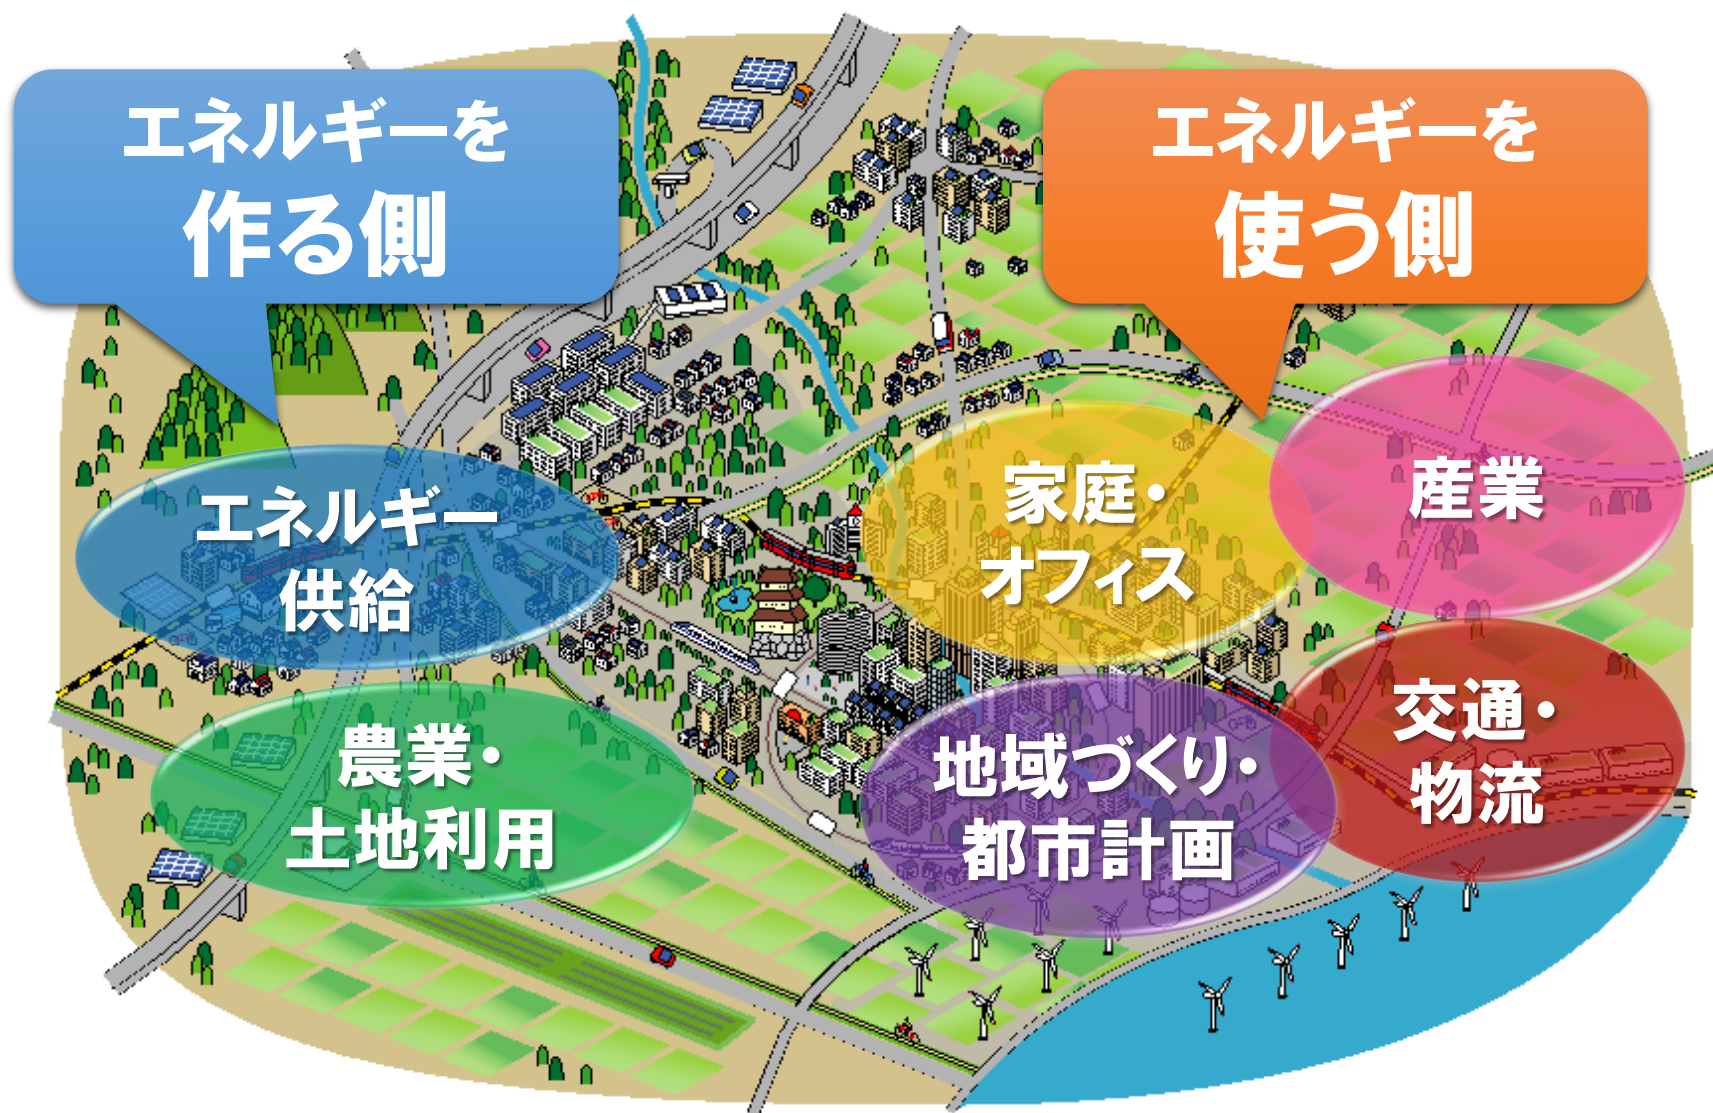 エネルギーを
作る側
エネルギーを
使う側
エネルギー
供給
農業・
土地利用
家庭・
オフィス
産業
地域づくり・
都市計画
交通・
物流